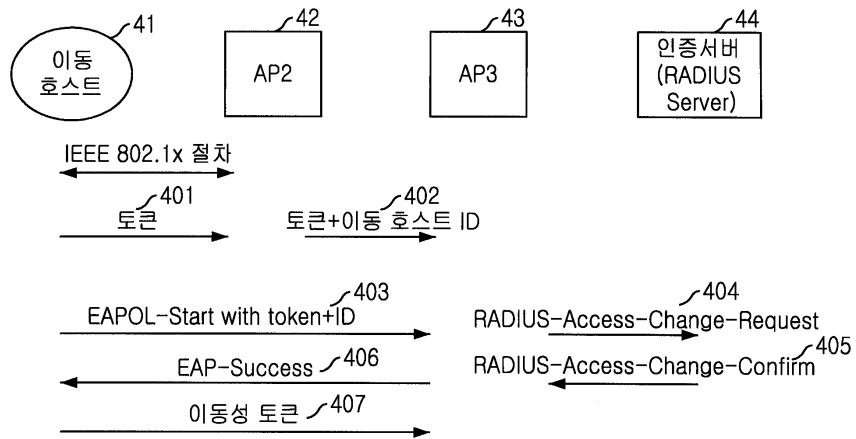 41
42
43
44
이동
호스트
AP2
AP3
인증서버
(RADIUS
Server)
IEEE 802.1x 절차
401
402
토큰
토큰+이동 호스트 ID
403
404
EAPOL-Start with token+ID
RADIUS-Access-Change-Request
406
405
EAP-Success
RADIUS-Access-Change-Confirm
이동성 토큰
407